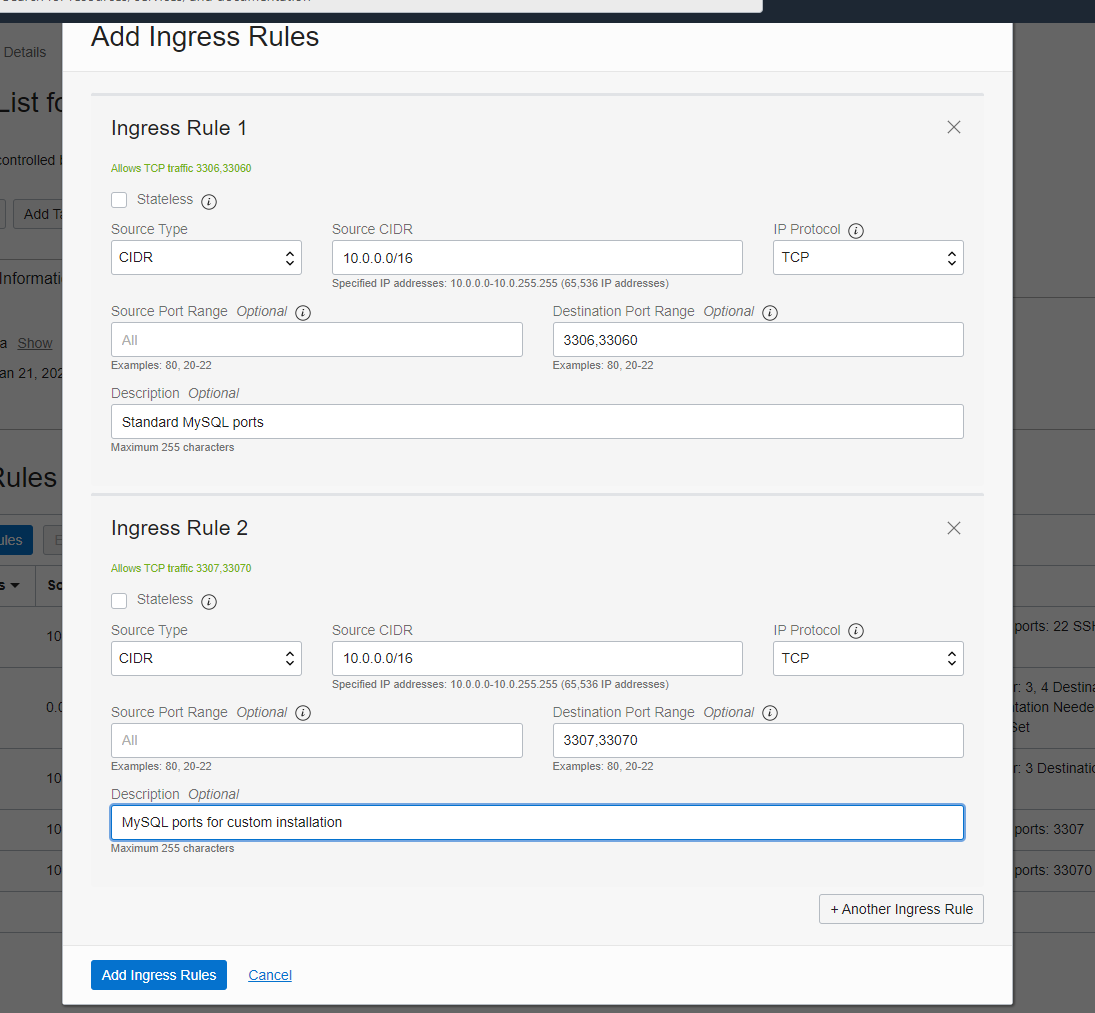 Add Ingress Rules
Details
List fo
controlled
Add Ta
Informati
a Show
an 21, 202
Rules
ules
Ingress Rule 1
Allows TCP traffic 3306,33060
Stateless
Source Type Source CIDR IP Protocol
CIDR 10.0.0.0/16 TCP
Specified IP addresses: 10.0.0.0-10.0.255.255 (65,536 IP addresses)
Source Port Range Optional Destination Port Range Optional
All 3306,33060
Examples: 80, 20-22 Examples: 80, 20-22
Description Optional
Standard MySQL ports
Maximum 255 characters
Ingress Rule 2
Allows TCP traffic 3307,33070
Stateless
Source Type Source CIDR IP Protocol
CIDR 10.0.0.0/16 TCP
Specified IP addresses: 10.0.0.0-10.0.255.255 (65,536 IP addresses)
Source Port Range Optional Destination Port Range Optional
All 3307,33070
Examples: 80, 20-22 Examples: 80, 20-22
Description Optional
MySQL ports for custom installation
Maximum 255 characters
+ Another Ingress Rule
Add Ingress Rules Cancel
s So
10
0.0
10
10
10
ports: 22 SSH
r: 3, 4 Destina
tation Neede
Set
r: 3 Destinatio
ports: 3307
ports: 33070